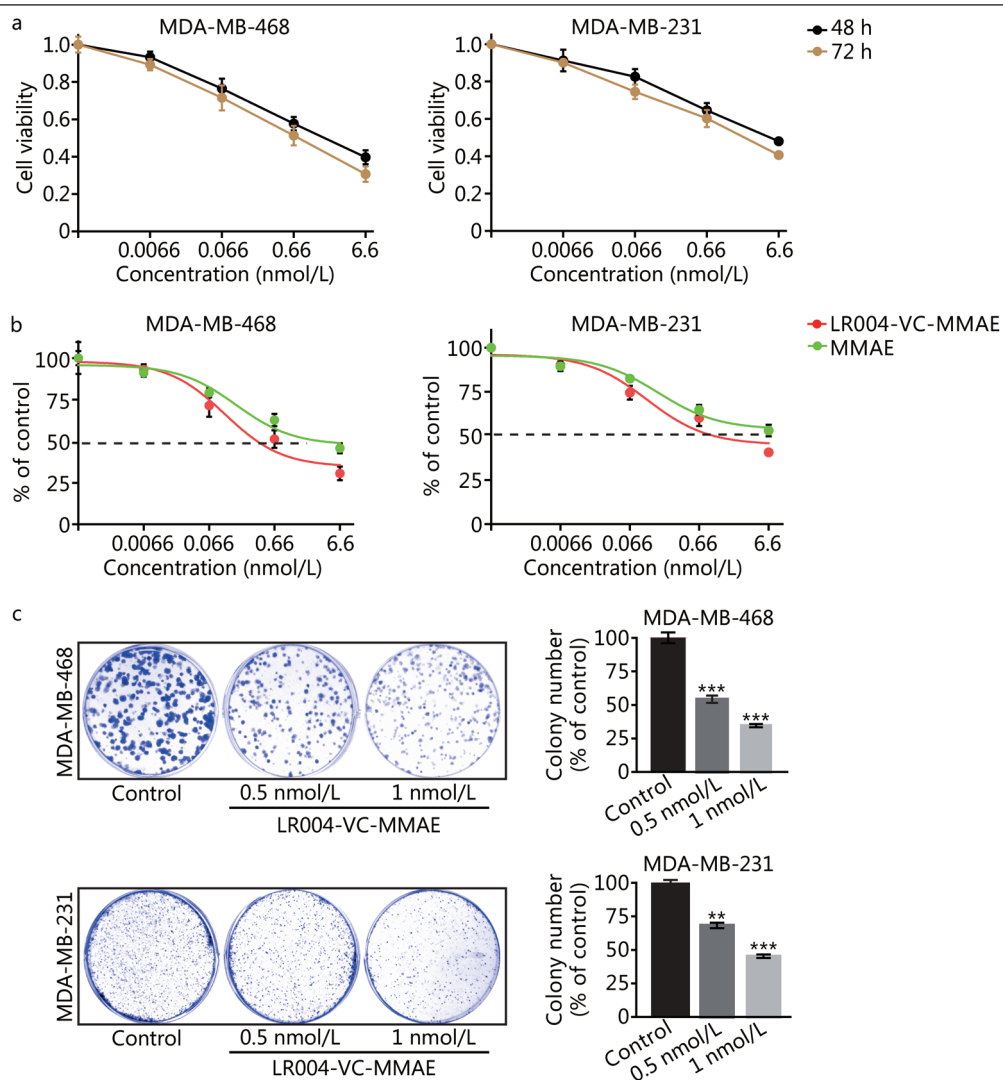 a
MDA-MB-468
MDA-MB-231
48 h
72 h
Cell viability
1.0
0.8
0.6
0.4
0.2
0
0.0066 0.066 0.66 6.6
Concentration (nmol/L)
Cell viability
1.0
0.8
0.6
0.4
0.2
0
0.0066 0.066 0.66 6.6
Concentration (nmol/L)
b
MDA-MB-468
MDA-MB-231
LR004-VC-MMAE
MMAE
% of control
100
75
50
25
0
0.0066 0.066 0.66 6.6
Concentration (nmol/L)
% of control
100
75
50
25
0
0.0066 0.066 0.66 6.6
Concentration (nmol/L)
c
MDA-MB-468
Control 0.5 nmol/L 1 nmol/L
LR004-VC-MMAE
MDA-MB-468
Colony number
(% of control)
100
75
50
25
0
***
***
Control
0.5 nmol/L
1 nmol/L
MDA-MB-231
Control 0.5 nmol/L 1 nmol/L
LR004-VC-MMAE
MDA-MB-231
Colony number
(% of control)
100
75
50
25
0
**
***
Control
0.5 nmol/L
1 nmol/L